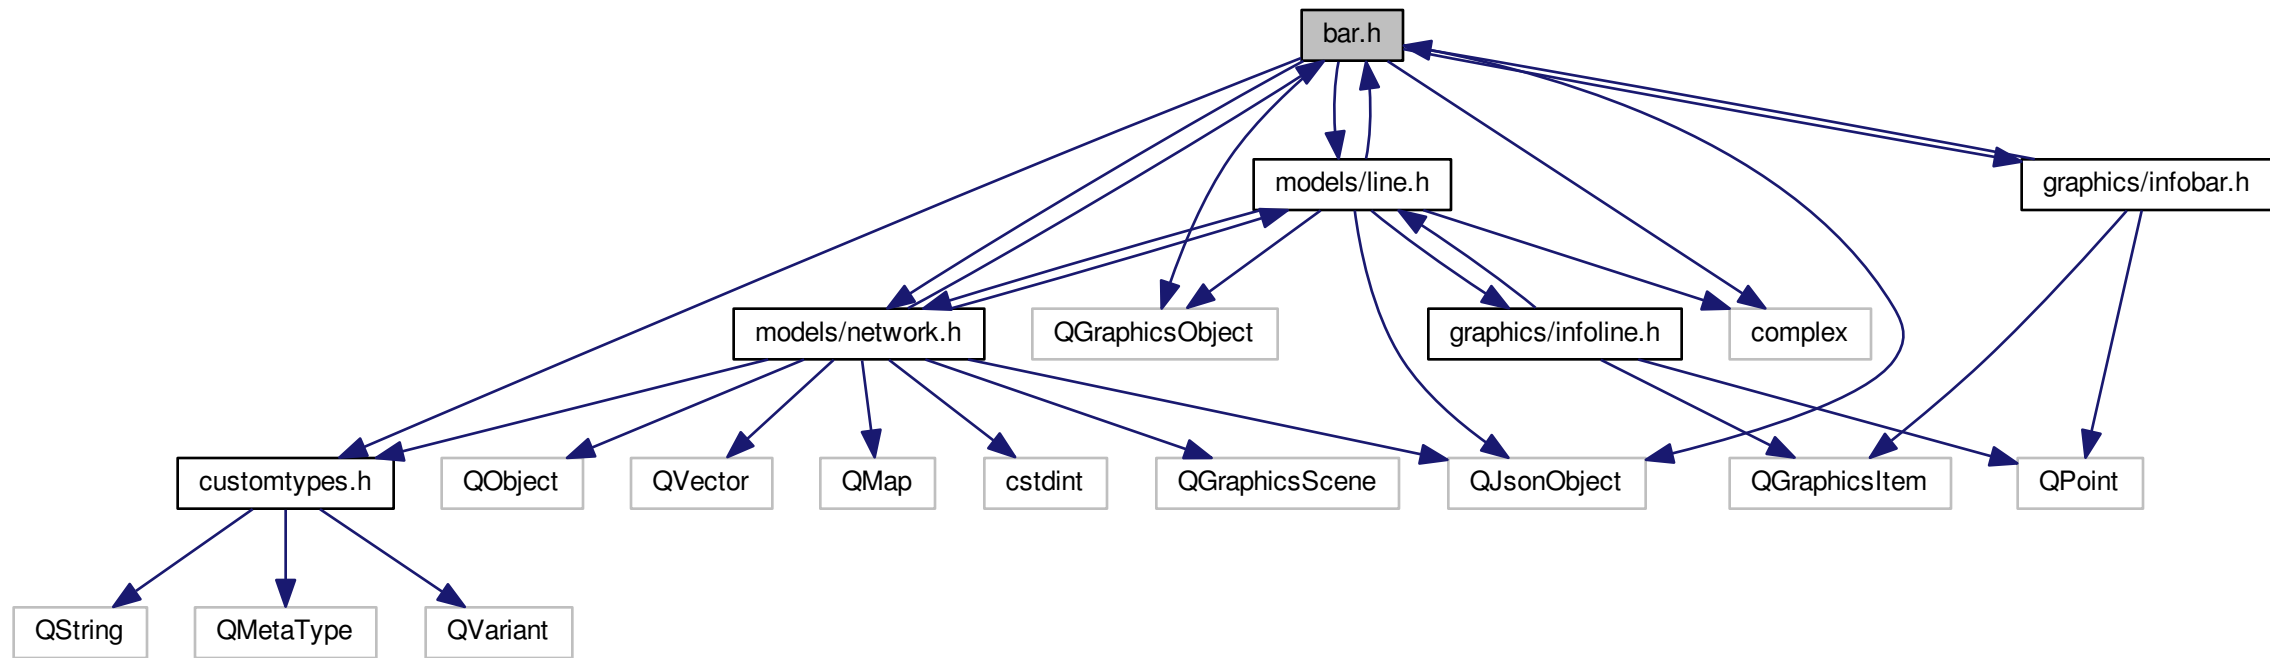 bar.h
models/line.h
graphics/infobar.h
models/network.h
QGraphicsObject
graphics/infoline.h
complex
customtypes.h
QObject
QVector
QMap
cstdint
QGraphicsScene
QJsonObject
QGraphicsItem
QPoint
QString
QMetaType
QVariant